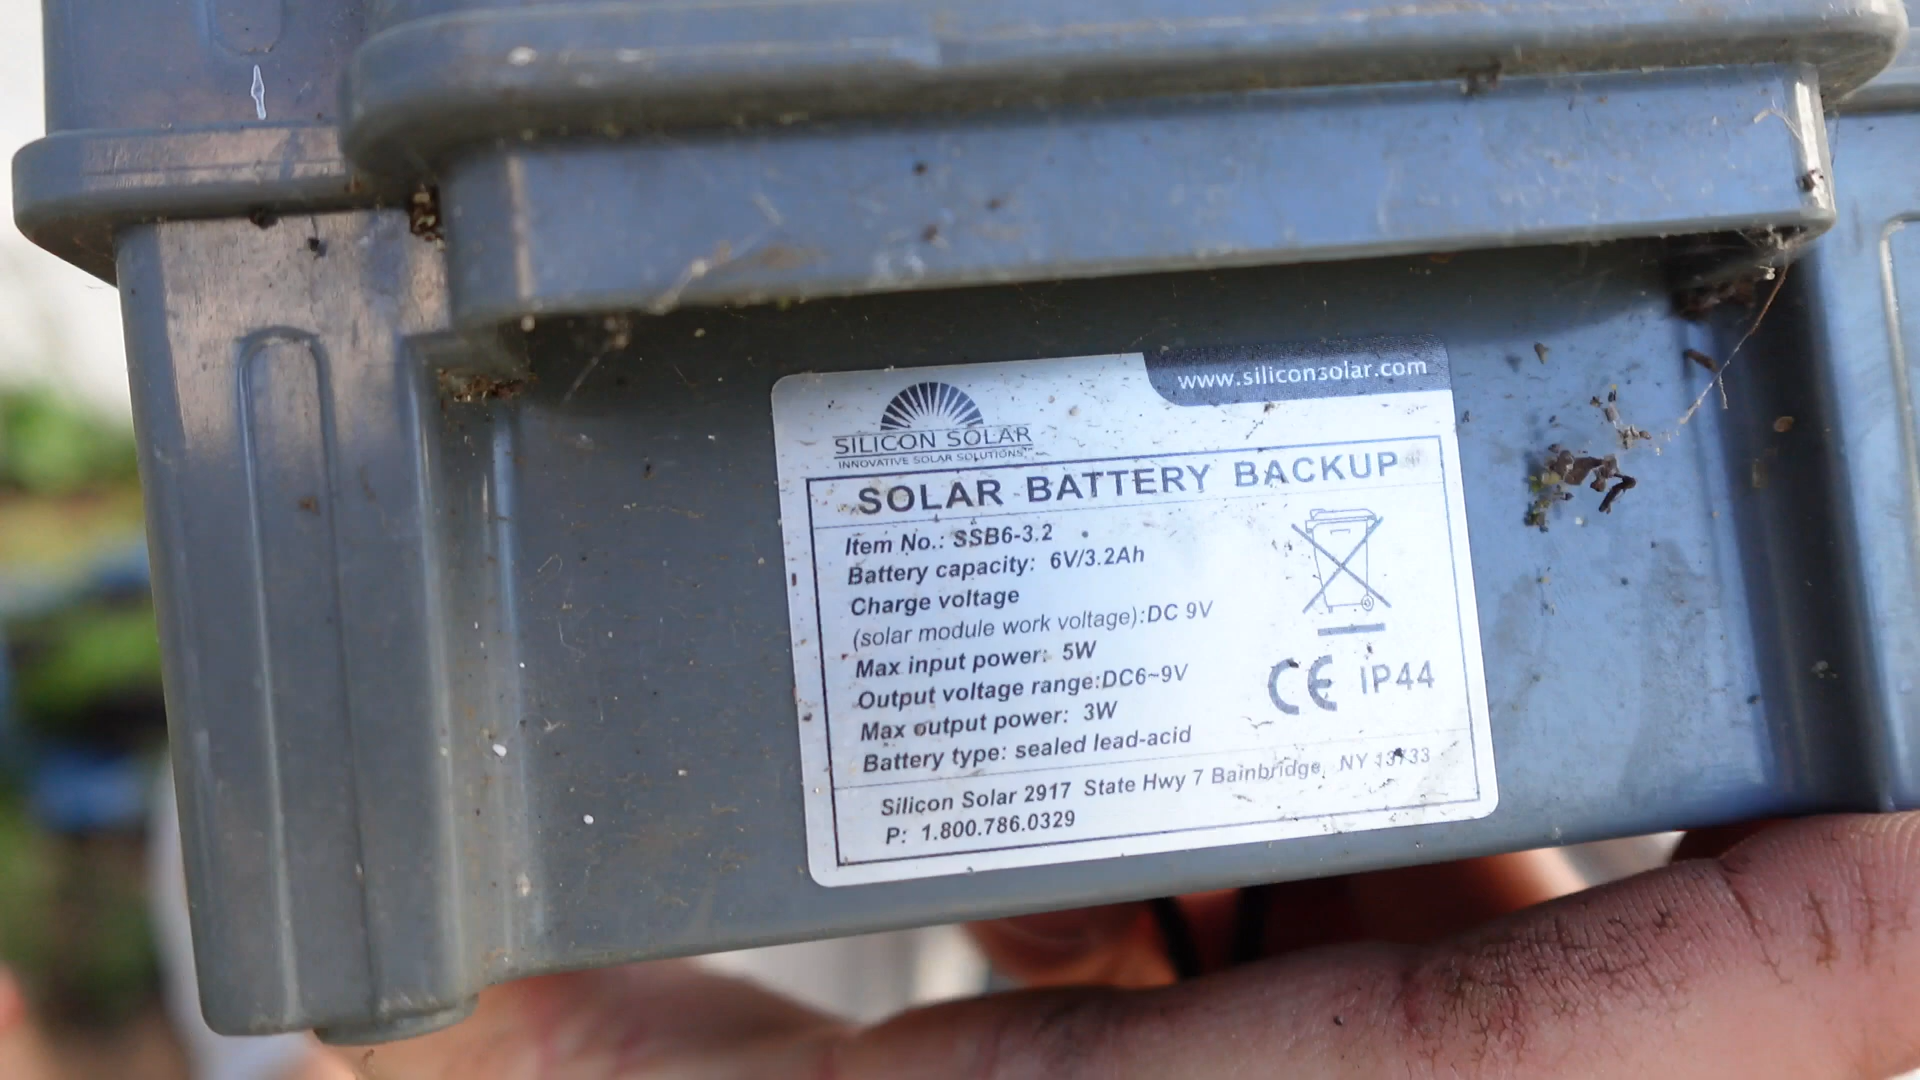 www.siliconsolar.com
SILICON SOLAR
INNOVATIVE SOLAR SOLUTIONS™
SOLAR BATTERY BACKUP
Item No.: SSB6-3.2
Battery capacity: 6V/3.2Ah
Charge voltage
(solar module work voltage):DC 9V
Max input power: 5W
Output voltage range:DC6~9V
Max output power: 3W
Battery type: sealed lead-acid
CE IP44
Silicon Solar 2917 State Hwy 7 Bainbridge, NY 13733
P: 1.800.786.0329